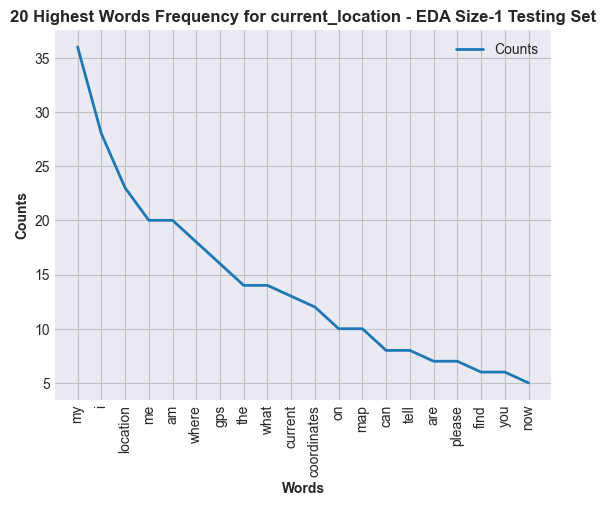 20 Highest Words Frequency for current_location - EDA Size-1 Testing Set
Counts
35
30
25
20
15
10
5
Counts
my
i
location
me
am
where
gps
the
what
current
coordinates
on
map
can
tell
are
please
find
you
now
Words